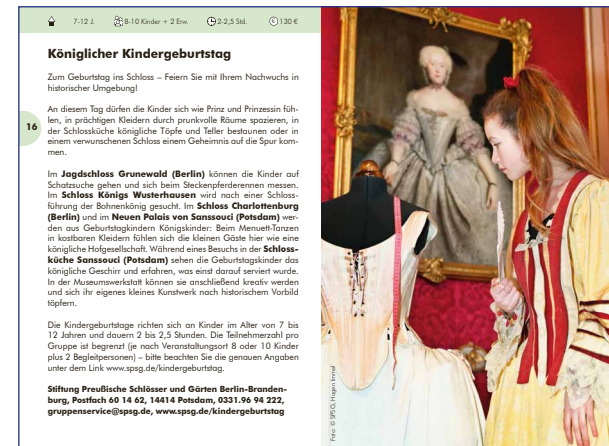 7-12 J. 8-10 Kinder + 2 Erw. 2-2,5 Std. € 130 €
Königlicher Kindergeburtstag
Zum Geburtstag ins Schloss – Feiern Sie mit Ihrem Nachwuchs in
historischer Umgebung!
An diesem Tag dürfen die Kinder sich wie Prinz und Prinzessin füh-
len, in prächtigen Kleidern durch prunkvolle Räume spazieren, in
der Schlossküche königliche Töpfe und Teller bestaunen oder in
einem verwunschenen Schloss einem Geheimnis auf die Spur kom-
men.
16
Im Jagdschloss Grunewald (Berlin) können die Kinder auf
Schatzsuche gehen und sich beim Steckenpferderennen messen.
Im Schloss Königs Wusterhausen wird nach einer Schloss-
führung der Bohnenkönig gesucht. Im Schloss Charlottenburg
(Berlin) und im Neuen Palais von Sanssouci (Potsdam) wer-
den aus Geburtstagkindern Königskinder: Beim Menuett-Tanzen
in kostbaren Kleidern fühlen sich die kleinen Gäste hier wie eine
königliche Hofgesellschaft. Während eines Besuchs in der Schloss-
küche Sanssouci (Potsdam) sehen die Geburtstagskinder das
königliche Geschirr und erfahren, was einst darauf serviert wurde.
In der Museumswerkstatt können sie anschließend kreativ werden
und sich ihr eigenes kleines Kunstwerk nach historischem Vorbild
töpfern.
Die Kindergeburtstage richten sich an Kinder im Alter von 7 bis
12 Jahren und dauern 2 bis 2,5 Stunden. Die Teilnehmerzahl pro
Gruppe ist begrenzt (je nach Veranstaltungsort 8 oder 10 Kinder
plus 2 Begleitpersonen) – bitte beachten Sie die genauen Angaben
unter dem Link www.spsg.de/kindergeburtstag.
Stiftung Preußische Schlösser und Gärten Berlin-Branden-
burg, Postfach 60 14 62, 14414 Potsdam, 0331.96 94 222,
gruppenservice@spsg.de, www.spsg.de/kindergeburtstag
Foto: © SPSG, Hagen Immel